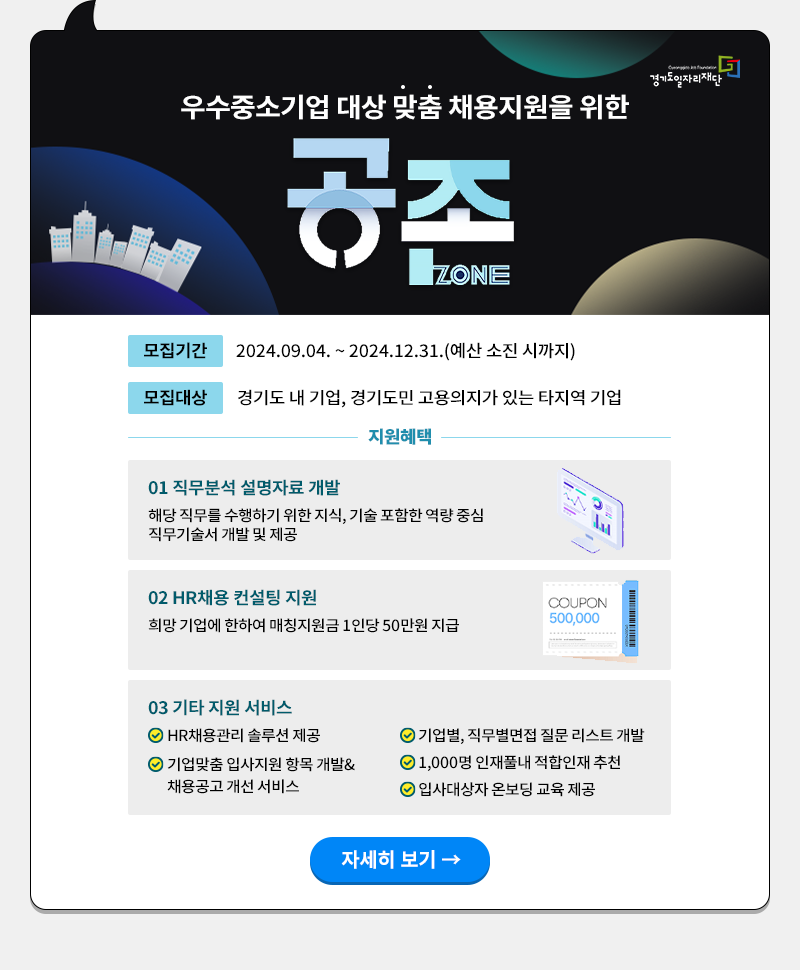 Gyeonggido Job Foundation
경기도일자리재단
우수중소기업 대상 맞춤 채용지원을 위한
공존
ZONE
모집기간 2024.09.04. ~ 2024.12.31.(예산 소진 시까지)
모집대상 경기도 내 기업, 경기도민 고용의지가 있는 타지역 기업
지원혜택
01 직무분석 설명자료 개발
해당 직무를 수행하기 위한 지식, 기술 포함한 역량 중심
직무기술서 개발 및 제공
02 HR채용 컨설팅 지원
희망 기업에 한하여 매칭지원금 1인당 50만원 지급
COUPON
500,000
03 기타 지원 서비스
HR채용관리 솔루션 제공
기업맞춤 입사지원 항목 개발&
채용공고 개선 서비스
기업별, 직무별면접 질문 리스트 개발
1,000명 인재풀내 적합인재 추천
입사대상자 온보딩 교육 제공
자세히 보기 →